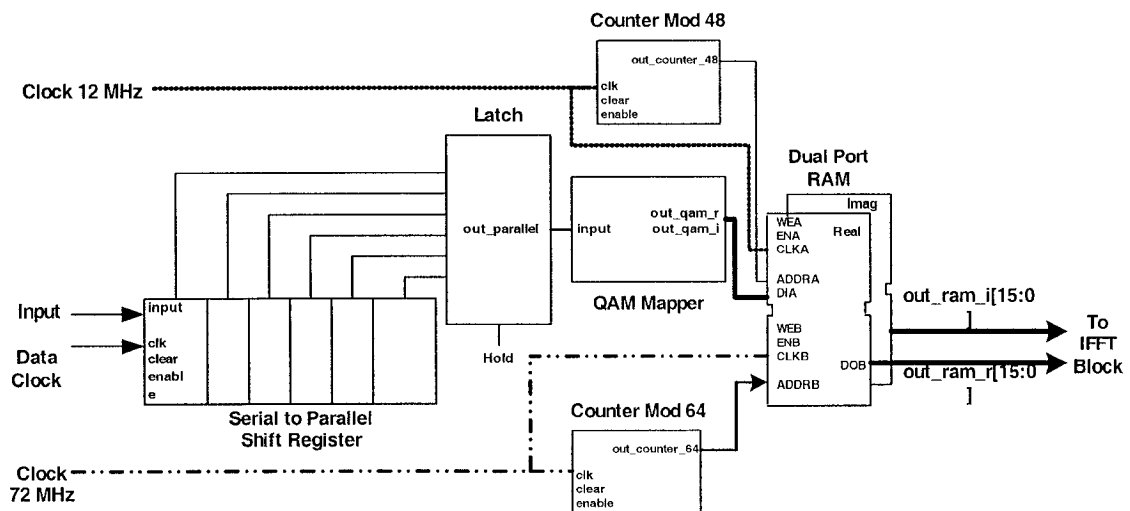 Counter Mod 48
out_counter_48
clk
clear
enable
Clock 12 MHz
Latch
out_parallel
Hold
input
out_qam_r
out_qam_i
QAM Mapper
Dual Port
RAM
Imag
Real
WEA
ENA
CLKA
ADDRA
DIA
WEB
ENB
CLKB
ADDRB
DOB
out_ram_i[15:0
]
out_ram_r[15:0
]
To
IFFT
Block
Input
Data
Clock
input
clk
clear
enabl
e
Serial to Parallel
Shift Register
Counter Mod 64
out_counter_64
clk
clear
enable
Clock
72 MHz